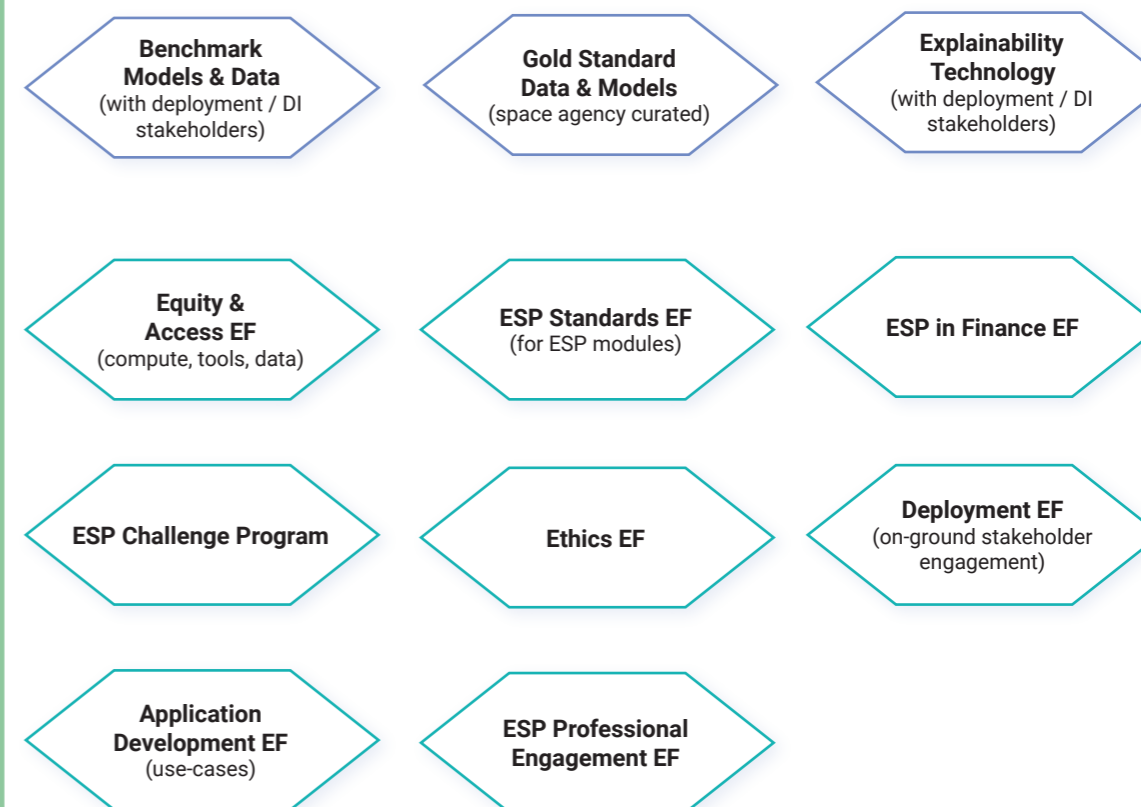 Benchmark
Models & Data
(with deployment / DI
stakeholders)
Gold Standard
Data & Models
(space agency curated)
Explainability
Technology
(with deployment / DI
stakeholders)
Equity &
Access EF
(compute, tools, data)
ESP Standards EF
(for ESP modules)
ESP in Finance EF
ESP Challenge Program
Ethics EF
Deployment EF
(on-ground stakeholder
engagement)
Application
Development EF
(use-cases)
ESP Professional
Engagement EF